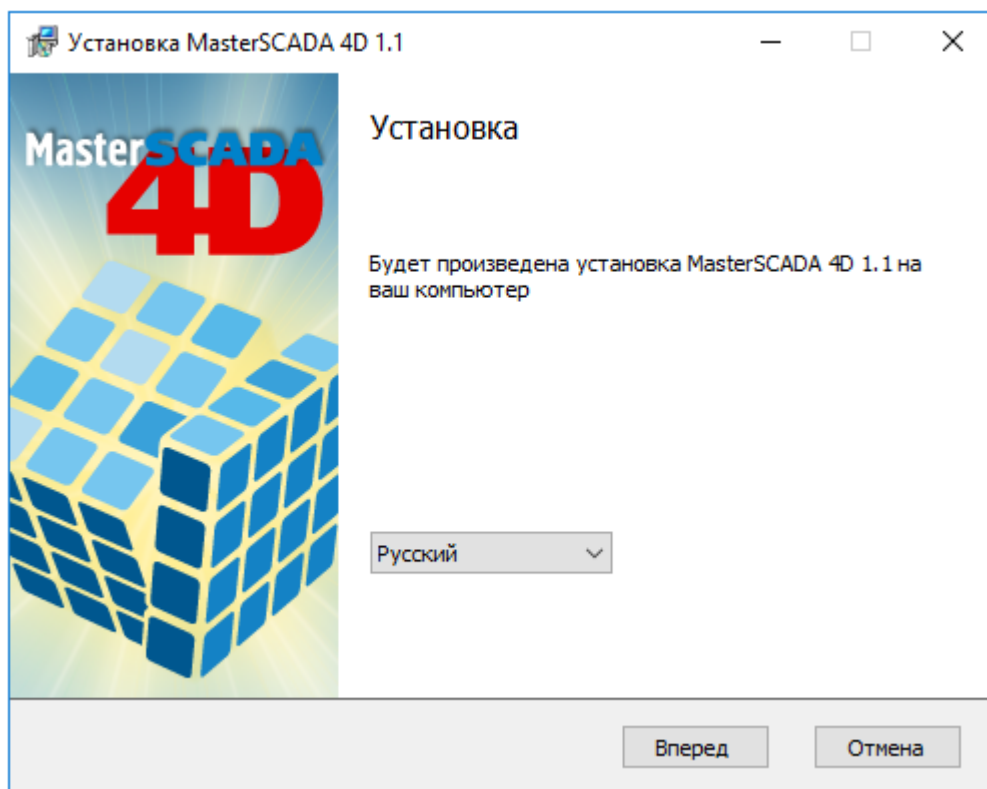 Установка MasterSCADA 4D 1.1
MasterSCADA
4D
Установка
Будет произведена установка MasterSCADA 4D 1.1 на
ваш компьютер
Русский
Вперед
Отмена